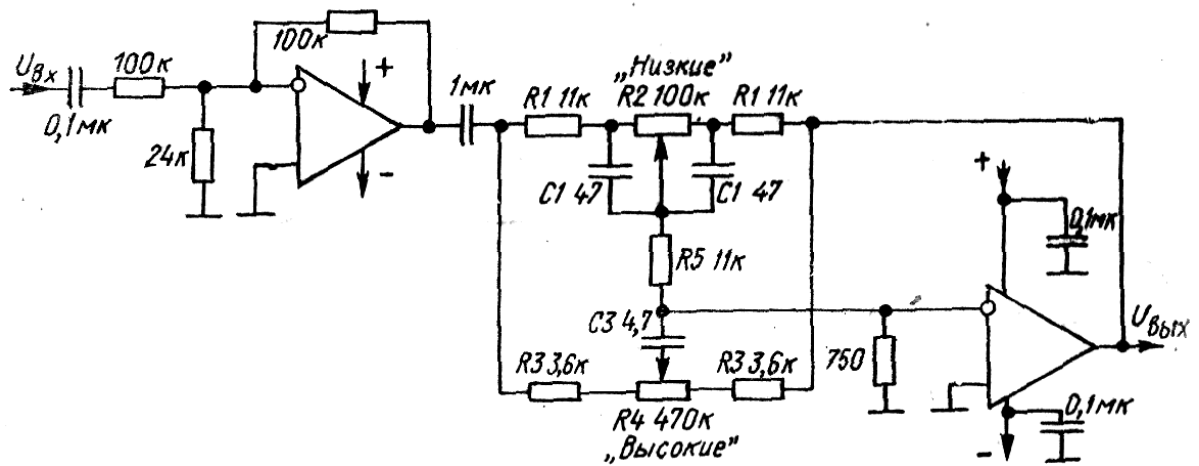 Uвх
0,1мк
100к
24к
100к
+
-
1мк
R1 11к
„Низкие”
R2 100к
R1 11к
C1 47
C1 47
R5 11к
C3 4,7
R3 3,6к
R3 3,6к
R4 470к
„Высокие”
750
+
0,1мк
Uвых
0,1мк
-